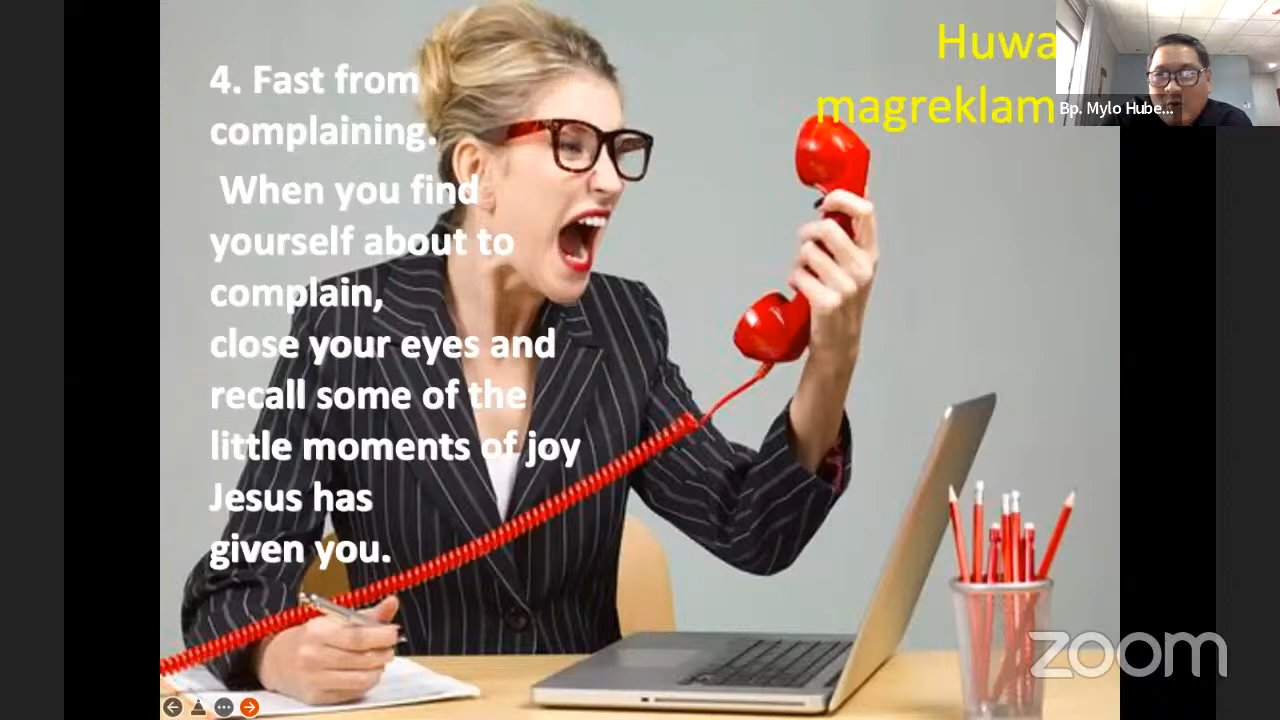 4. Fast from
complaining.
When you find
yourself about to
complain,
close your eyes and
recall some of the
little moments of joy
Jesus has
given you.
Huwa
magreklam
Bp. Mylo Hube...
zoom